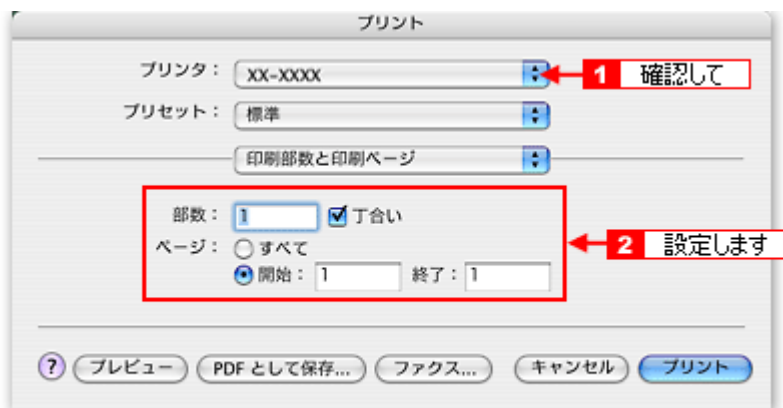 プリント
プリンタ： XX-XXXX 1 確認して
プリセット： 標準
印刷部数と印刷ページ
部数： 1 丁合い
ページ： すべて
2 設定します
開始： 1 終了： 1
? プレビュー PDF として保存... ファクス... キャンセル プリント